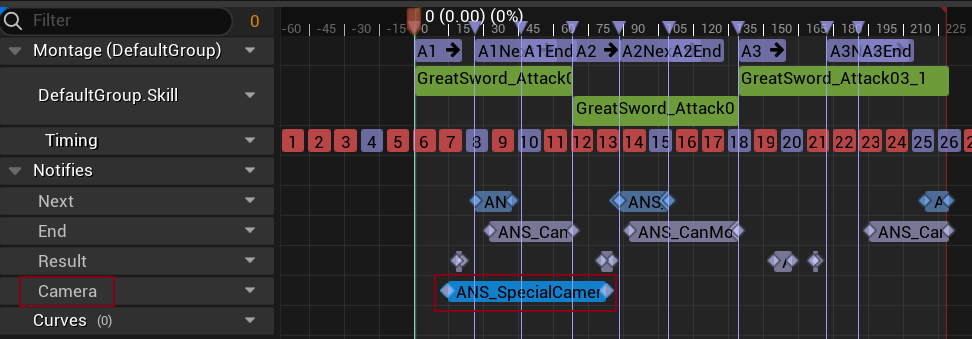 Filter 0 0 (0.00) (0%)
-60 -45 -30 -15 0 15 30 45 60 75 90 105 120 135 150 165 180 195 210 225
Montage (DefaultGroup) A1 A1Nex A1End A2 A2Nex A2End A3 A3N A3End
GreatSword_Attack0 GreatSword_Attack03_1
DefaultGroup.Skill
GreatSword_Attack0
Timing 1 2 3 4 5 6 7 8 9 10 11 12 13 14 15 16 17 18 19 20 21 22 23 24 25 26 2
Notifies
Next AN ANS_ A
End ANS_Can ANS_CanMo ANS_Can
Result
Camera ANS_SpecialCamer
Curves (0)